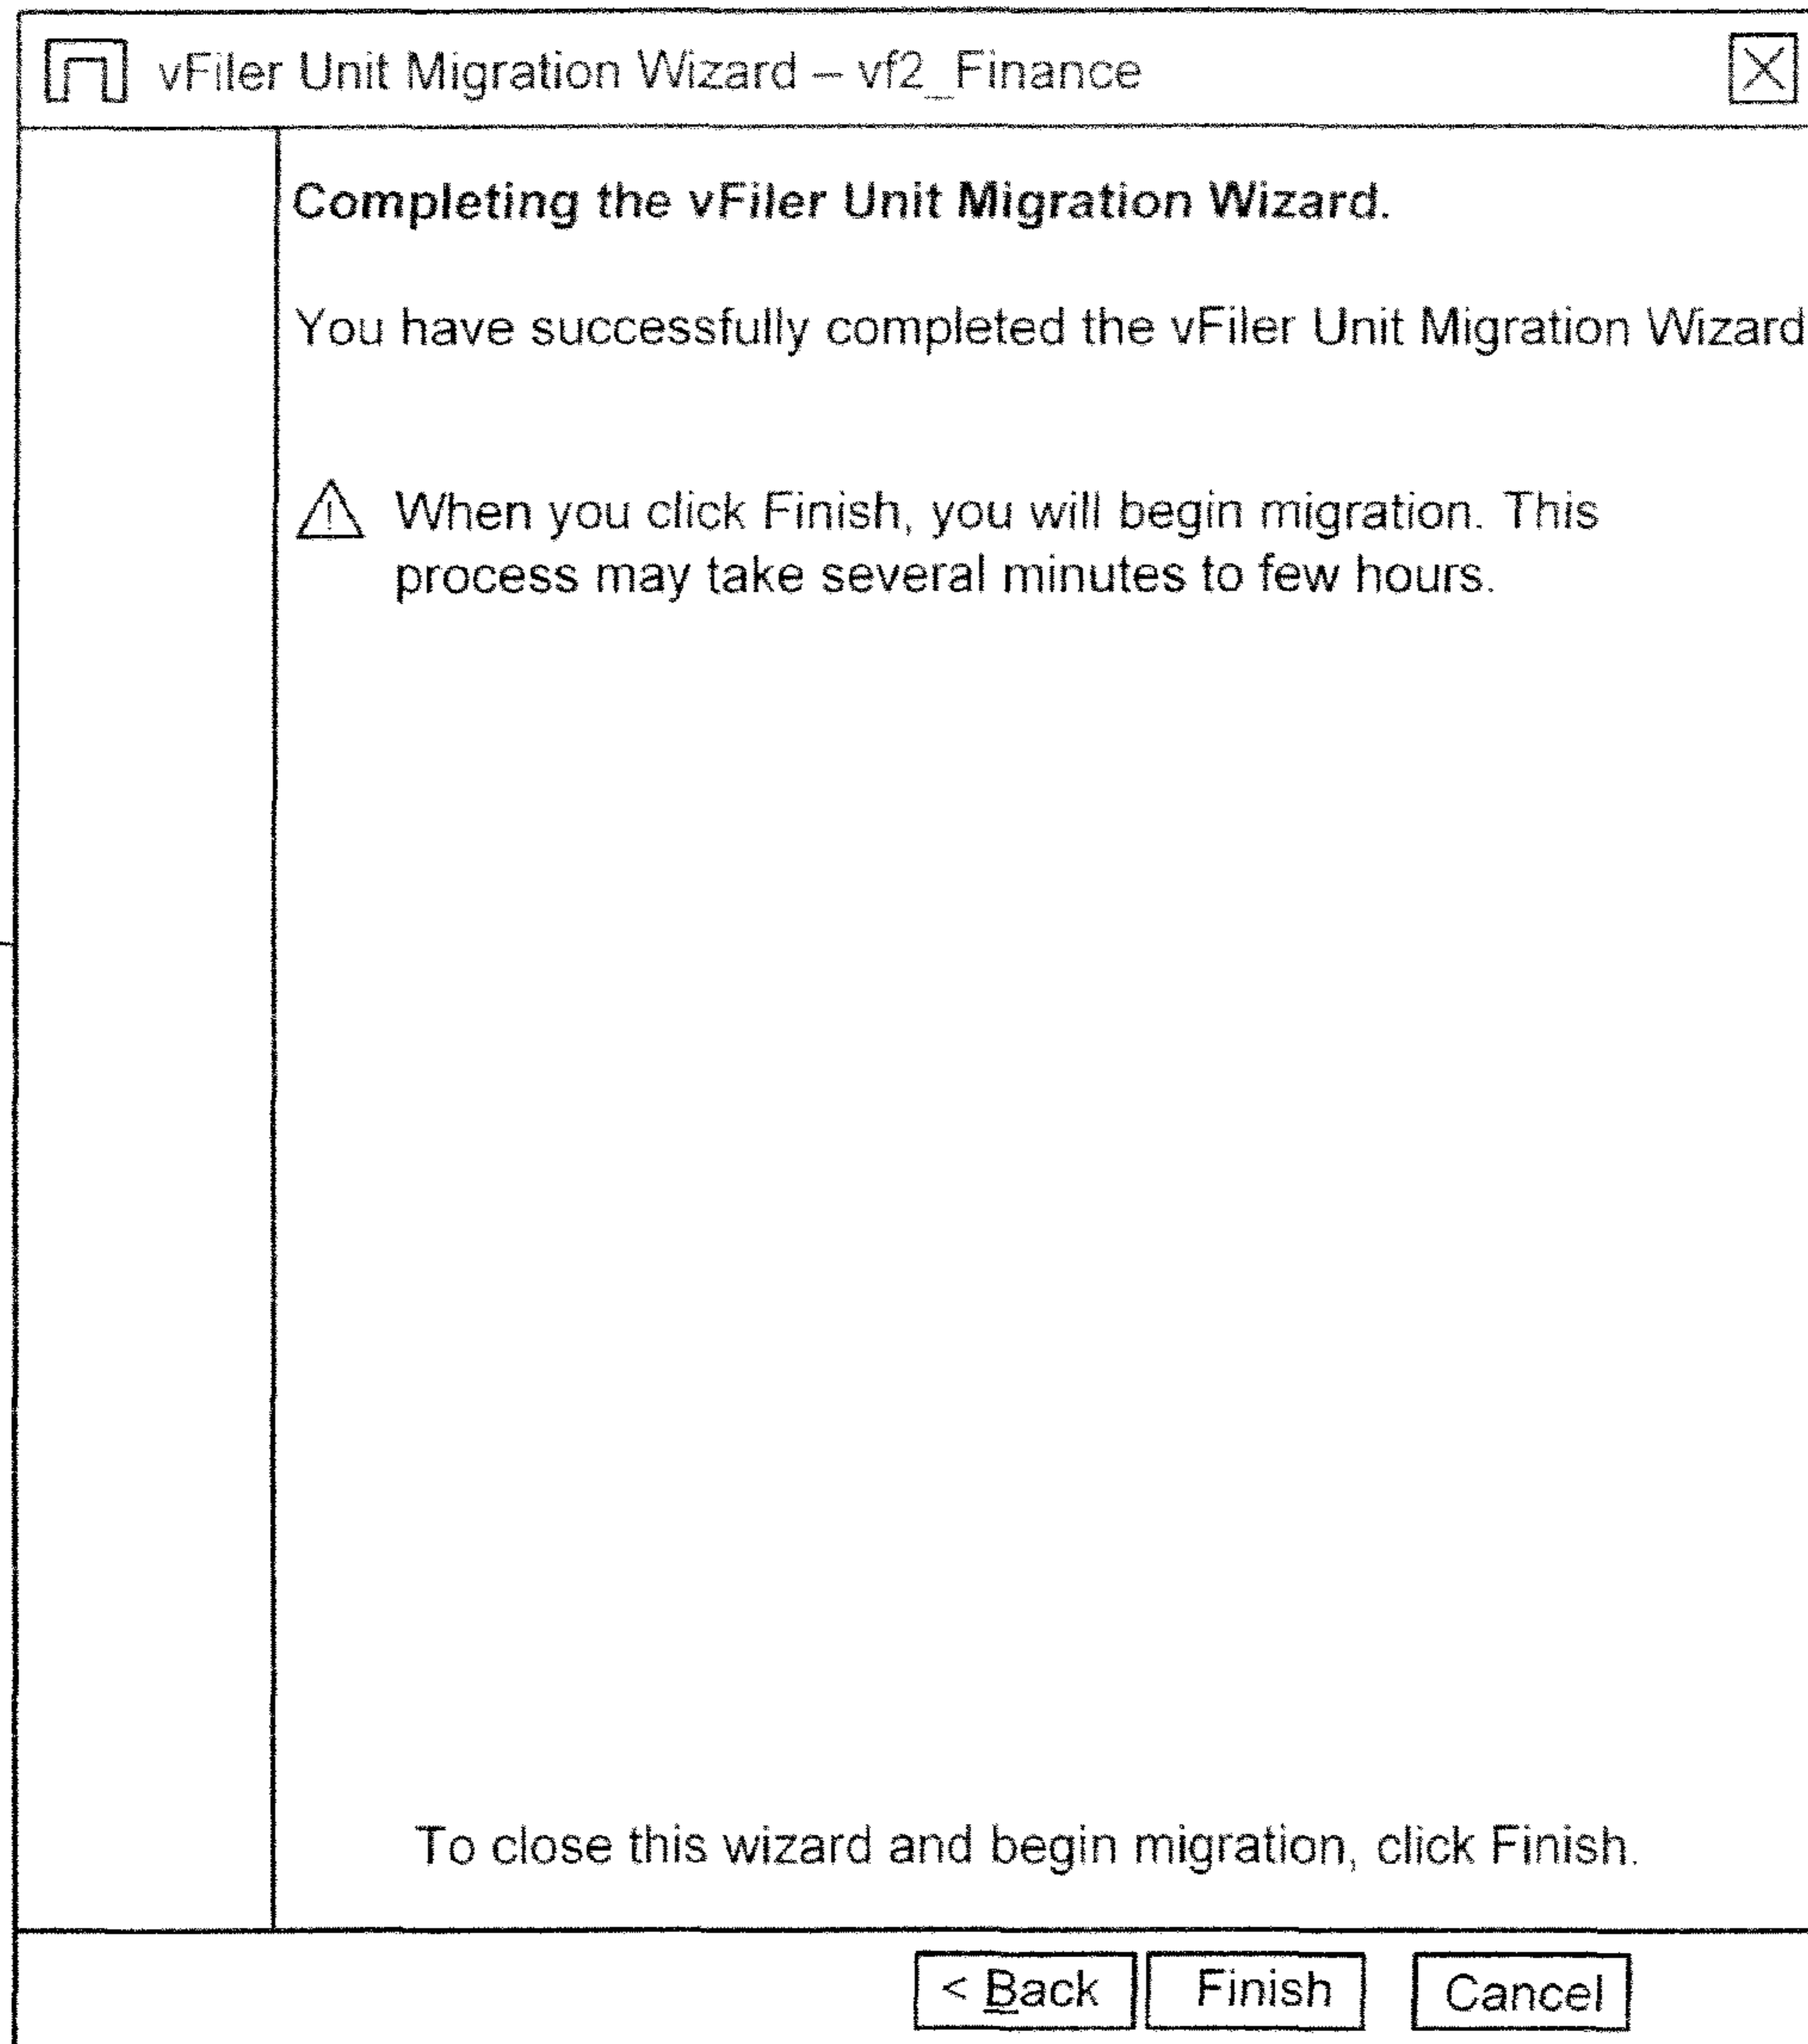 vFiler Unit Migration Wizard – vf2_Finance
Completing the vFiler Unit Migration Wizard.
You have successfully completed the vFiler Unit Migration Wizard
When you click Finish, you will begin migration. This
process may take several minutes to few hours.
To close this wizard and begin migration, click Finish.
< Back Finish Cancel